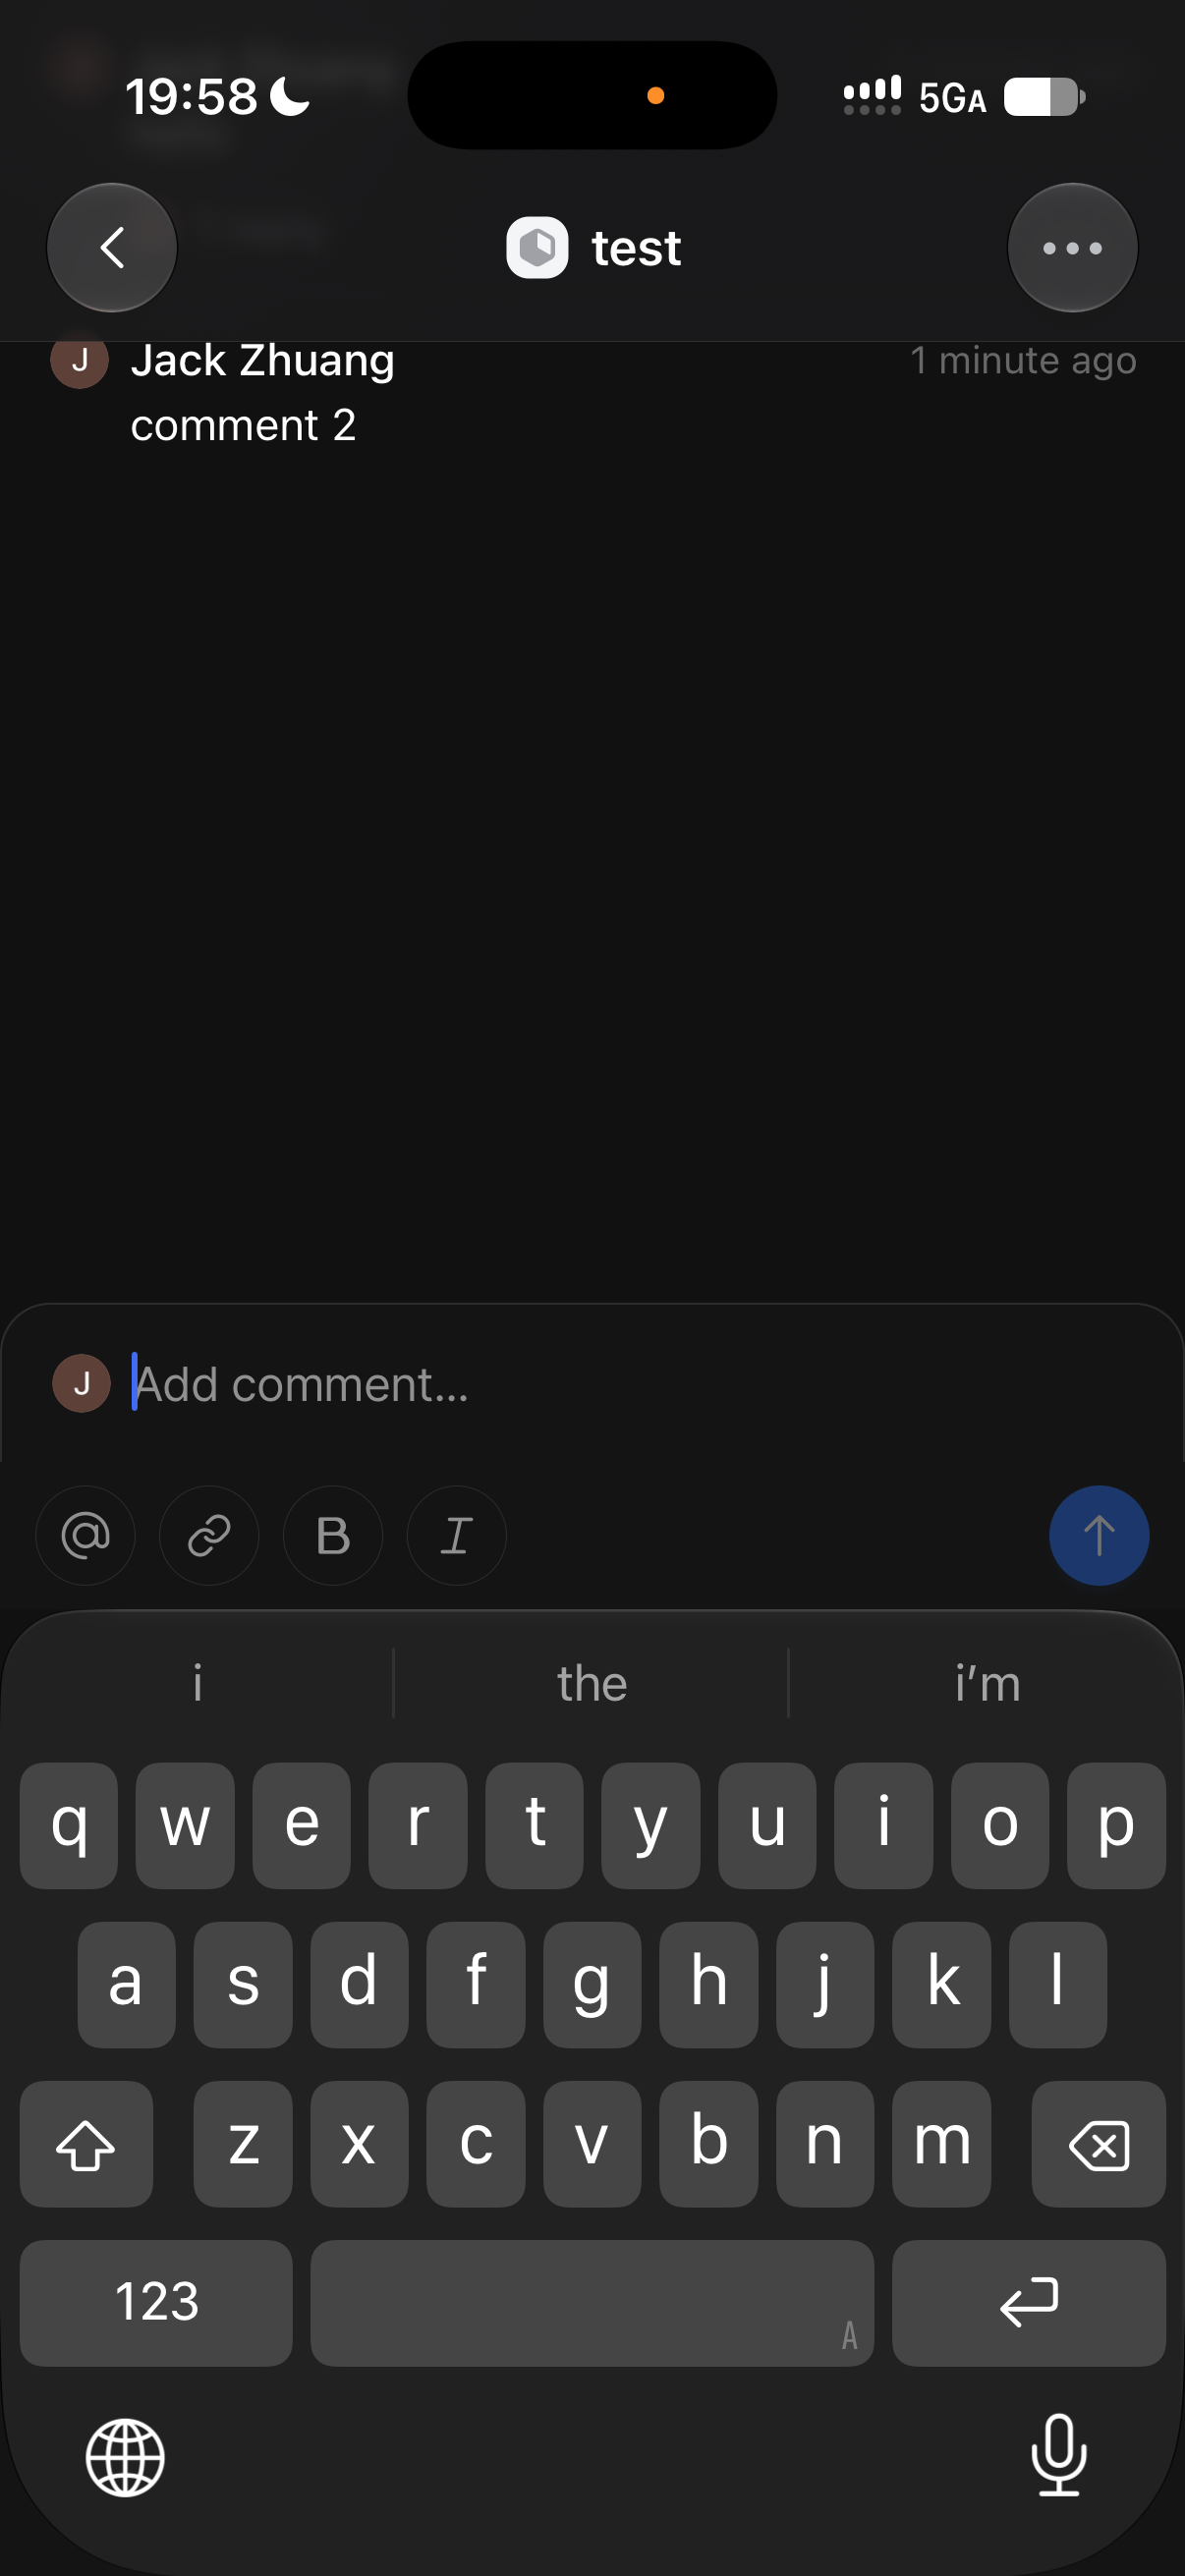 19:58
5GA
test
J
Jack Zhuang
1 minute ago
comment 2
J
Add comment...
@
B I
i the i'm
q w e r t y u i o p
a s d f g h j k l
z x c v b n m
123
A